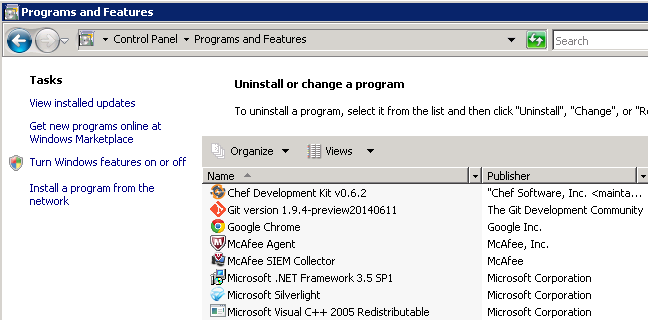 Programs and Features
Control Panel Programs and Features Search
Tasks
View installed updates
Get new programs online at
Windows Marketplace
Turn Windows features on or off
Install a program from the
network
Uninstall or change a program
To uninstall a program, select it from the list and then click "Uninstall", "Change", or "R
Organize Views
Name Publisher
Chef Development Kit v0.6.2 "Chef Software, Inc. <mainta...
Git version 1.9.4-preview20140611 The Git Development Community
Google Chrome Google Inc.
McAfee Agent McAfee, Inc.
McAfee SIEM Collector McAfee
Microsoft .NET Framework 3.5 SP1 Microsoft Corporation
Microsoft Silverlight Microsoft Corporation
Microsoft Visual C++ 2005 Redistributable Microsoft Corporation